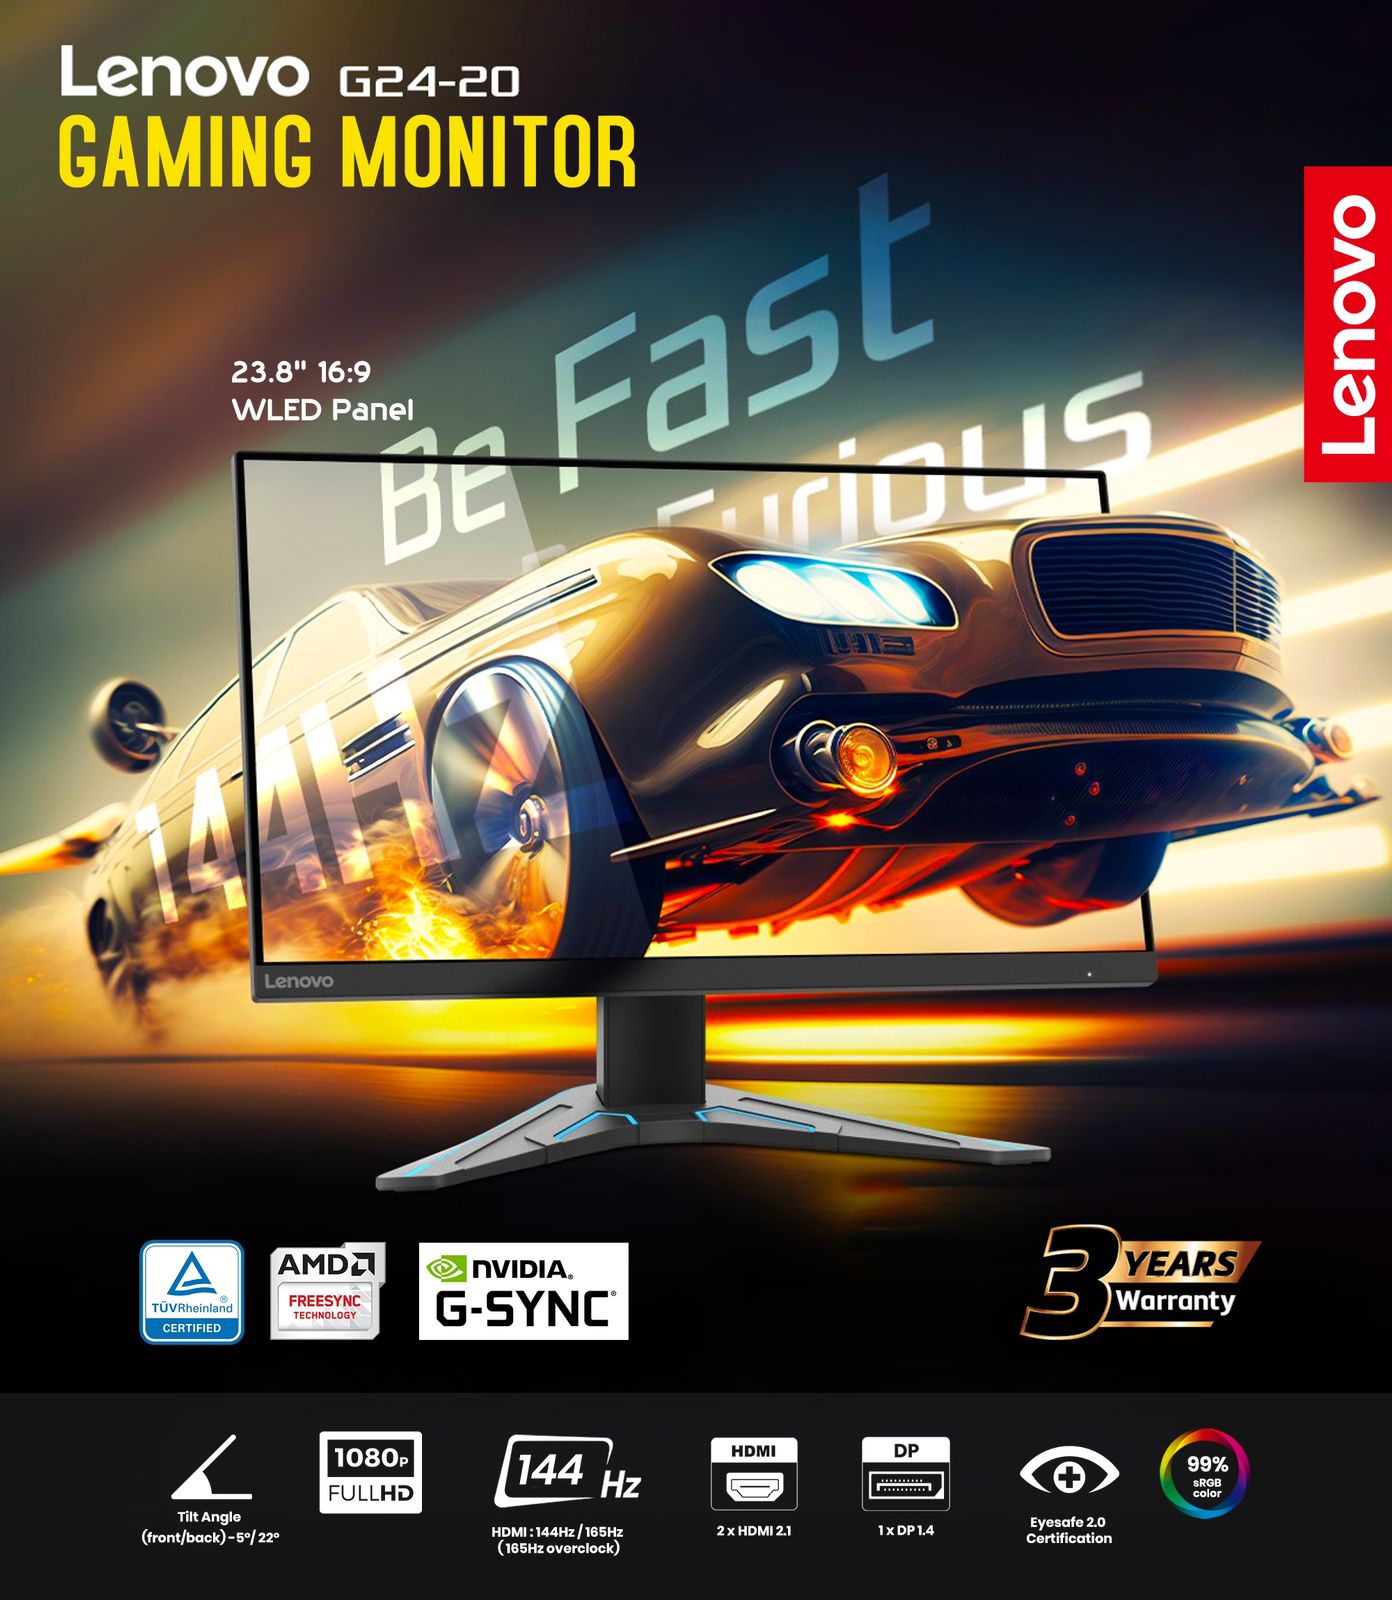 Lenovo G24-20
GAMING MONITOR
Lenovo
23.8" 16:9
WLED Panel
Be Fast
Furious
144Hz
Lenovo
TÜVRheinland®
CERTIFIED
AMD
FREESYNC
TECHNOLOGY
NVIDIA®
G-SYNC®
3 YEARS
Warranty
Tilt Angle
(front/back) -5°/ 22°
1080P
FULLHD
144 Hz
HDMI : 144Hz / 165Hz
( 165Hz overclock)
HDMI
2 x HDMI 2.1
DP
1 x DP 1.4
Eyesafe 2.0
Certification
99%
sRGB
color